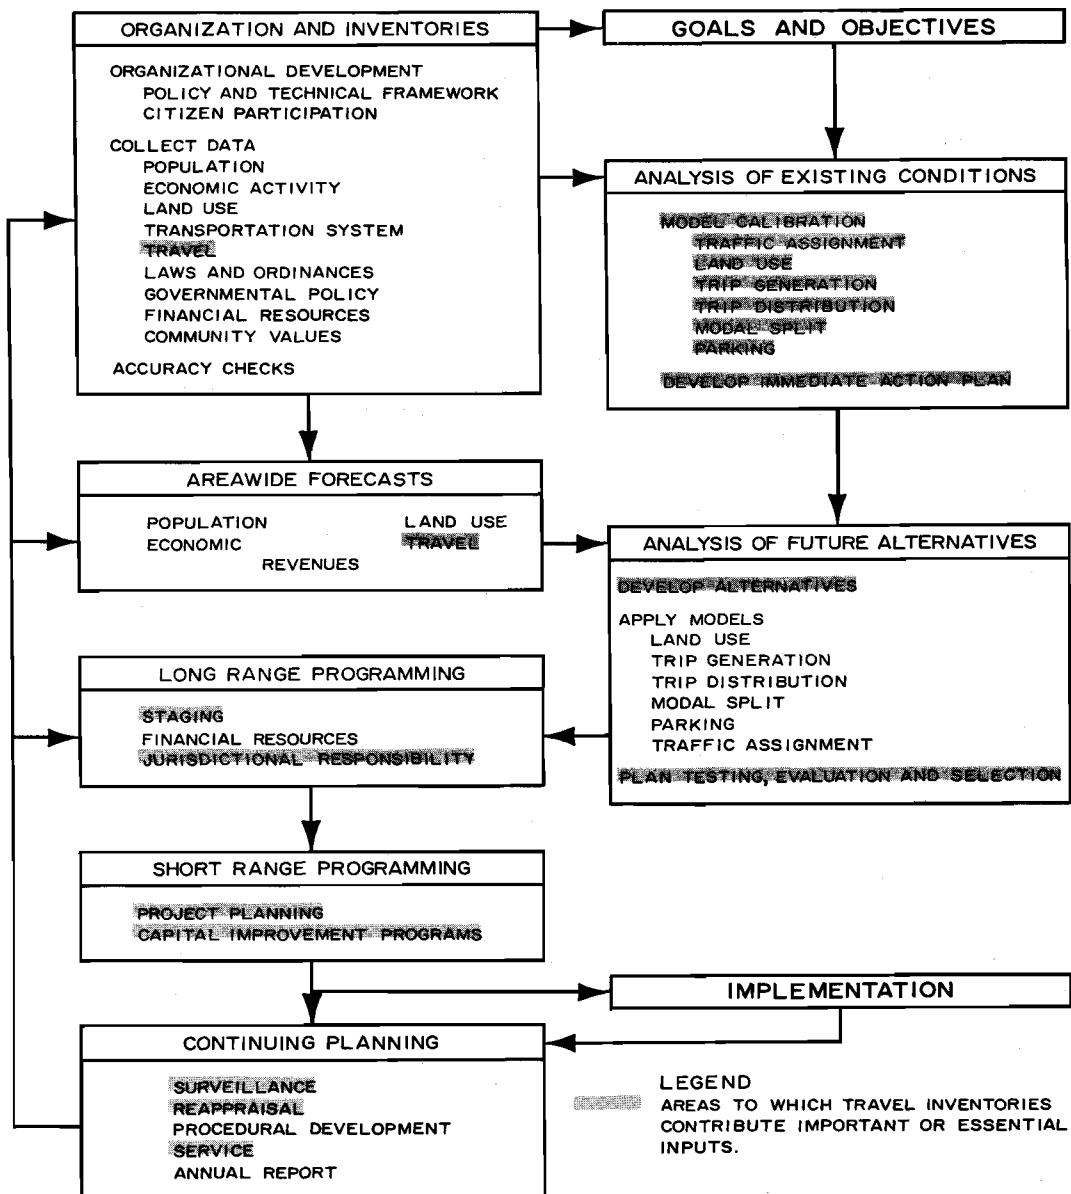 ORGANIZATION AND INVENTORIES
ORGANIZATIONAL DEVELOPMENT
POLICY AND TECHNICAL FRAMEWORK
CITIZEN PARTICIPATION
COLLECT DATA
POPULATION
ECONOMIC ACTIVITY
LAND USE
TRANSPORTATION SYSTEM
TRAVEL
LAWS AND ORDINANCES
GOVERNMENTAL POLICY
FINANCIAL RESOURCES
COMMUNITY VALUES
ACCURACY CHECKS
GOALS AND OBJECTIVES
ANALYSIS OF EXISTING CONDITIONS
MODEL CALIBRATION
TRAFFIC ASSIGNMENT
LAND USE
TRIP GENERATION
TRIP DISTRIBUTION
MODAL SPLIT
PARKING
DEVELOP IMMEDIATE ACTION PLAN
AREAWIDE FORECASTS
POPULATION LAND USE
ECONOMIC TRAVEL
REVENUES
ANALYSIS OF FUTURE ALTERNATIVES
DEVELOP ALTERNATIVES
APPLY MODELS
LAND USE
TRIP GENERATION
TRIP DISTRIBUTION
MODAL SPLIT
PARKING
TRAFFIC ASSIGNMENT
PLAN TESTING, EVALUATION AND SELECTION
LONG RANGE PROGRAMMING
STAGING
FINANCIAL RESOURCES
JURISDICTIONAL RESPONSIBILITY
SHORT RANGE PROGRAMMING
PROJECT PLANNING
CAPITAL IMPROVEMENT PROGRAMS
IMPLEMENTATION
CONTINUING PLANNING
SURVEILLANCE
REAPPRAISAL
PROCEDURAL DEVELOPMENT
SERVICE
ANNUAL REPORT
LEGEND
AREAS TO WHICH TRAVEL INVENTORIES
CONTRIBUTE IMPORTANT OR ESSENTIAL
INPUTS.